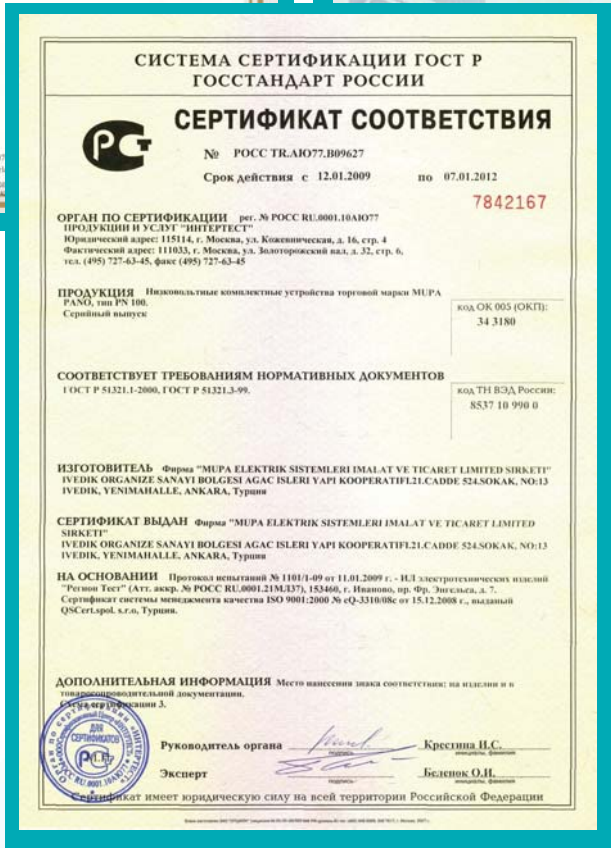 СИСТЕМА СЕРТИФИКАЦИИ ГОСТ Р
ГОССТАНДАРТ РОССИИ
РСТ
СЕРТИФИКАТ СООТВЕТСТВИЯ
№ РОСС TR.АЮ77.В09627
Срок действия с 12.01.2009 по 07.01.2012
7842167
ОРГАН ПО СЕРТИФИКАЦИИ рег. № РОСС RU.0001.10АЮ77
ПРОДУКЦИИ И УСЛУГ "ИНТЕРТЕСТ"
Юридический адрес: 115114, г. Москва, ул. Кожевническая, д. 16, стр. 4
Фактический адрес: 111033, г. Москва, ул. Золоторожский вал, д. 32, стр. 6,
тел. (495) 727-63-45, факс (495) 727-63-45
ПРОДУКЦИЯ Низковольтные комплектные устройства торговой марки MUPA
PANO, тип PN 100.
Серийный выпуск
код ОК 005 (ОКП):
34 3180
СООТВЕТСТВУЕТ ТРЕБОВАНИЯМ НОРМАТИВНЫХ ДОКУМЕНТОВ
ГОСТ Р 51321.1-2000, ГОСТ Р 51321.3-99.
код ТН ВЭД России:
8537 10 990 0
ИЗГОТОВИТЕЛЬ Фирма "MUPA ELEKTRIK SISTEMLERI IMALAT VE TICARET LIMITED SIRKETI"
IVEDIK ORGANIZE SANAYI BOLGESI AGAC ISLERI YAPI KOOPERATIFI.21.CADDE 524.SOKAK, NO:13
IVEDIK, YENIMAHALLE, ANKARA, Турция
СЕРТИФИКАТ ВЫДАН Фирма "MUPA ELEKTRIK SISTEMLERI IMALAT VE TICARET LIMITED
SIRKETI"
IVEDIK ORGANIZE SANAYI BOLGESI AGAC ISLERI YAPI KOOPERATIFI.21.CADDE 524.SOKAK, NO:13
IVEDIK, YENIMAHALLE, ANKARA, Турция
НА ОСНОВАНИИ Протокол испытаний № 1101/1-09 от 11.01.2009 г. - ИЛ электротехнических изделий
"Регион Тест" (Атт. аккр. № РОСС RU.0001.21МЛ37), 153460, г. Иваново, пр. Фр. Энгельса, д. 7.
Сертификат системы менеджмента качества ISO 9001:2000 № eQ-3310/08c от 15.12.2008 г., выданый
QSCert.spol. s.r.o, Турция.
ДОПОЛНИТЕЛЬНАЯ ИНФОРМАЦИЯ Место нанесения знака соответствия: на изделии и в
товаросопроводительной документации.
Схема сертификации 3.
ДЛЯ
СЕРТИФИКАТОВ
М.П.
Руководитель органа
подпись
Крестина И.С.
инициалы, фамилия
Эксперт
подпись
Беленок О.И.
инициалы, фамилия
Сертификат имеет юридическую силу на всей территории Российской Федерации